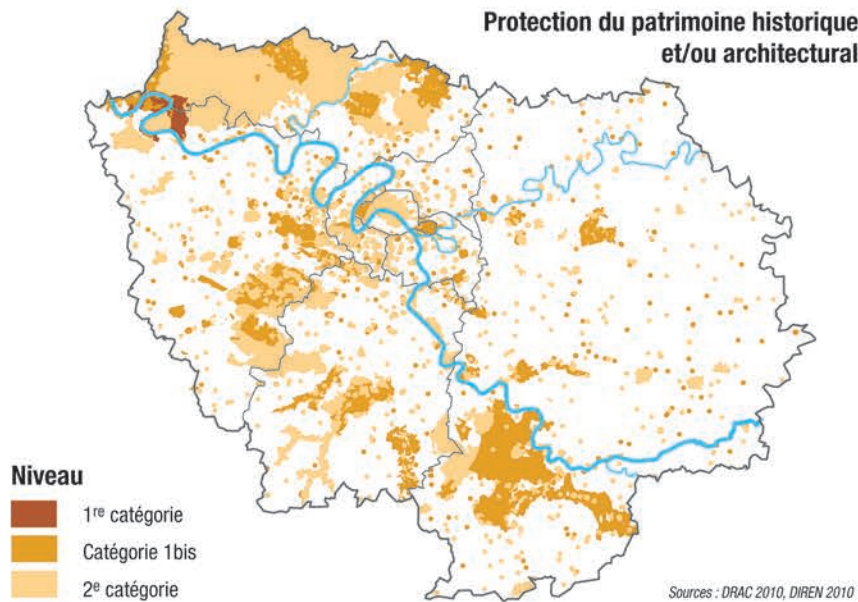 Protection du patrimoine historique
et/ou architectural
Niveau
1re catégorie
Catégorie 1bis
2e catégorie
Sources : DRAC 2010, DIREN 2010